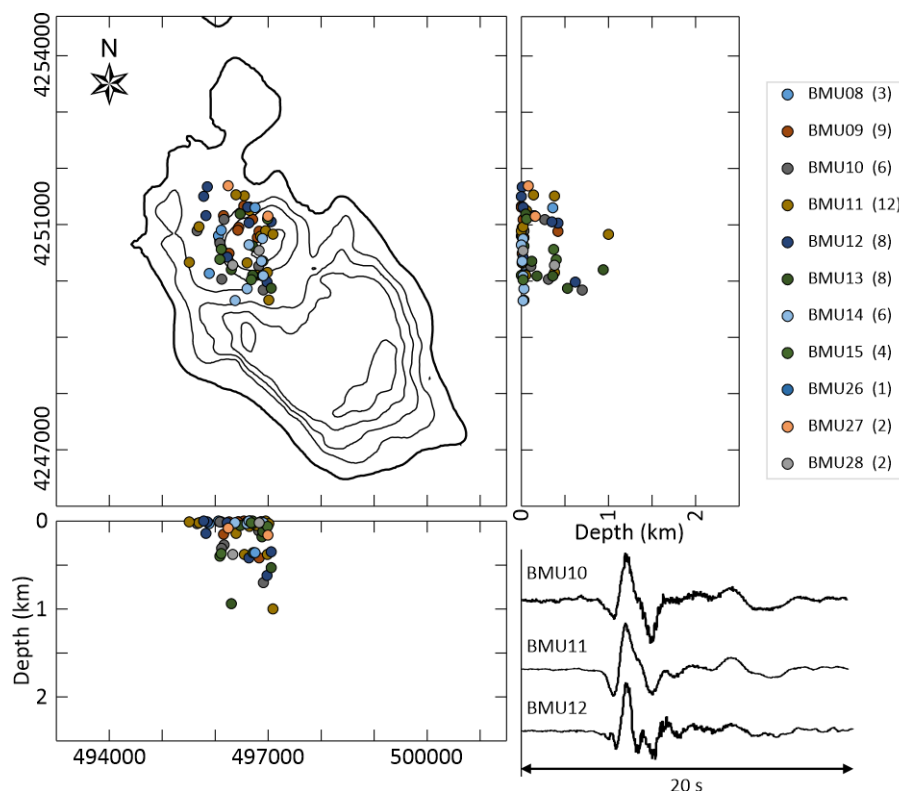 N
4254000
4251000
4247000
BMU08 (3)
BMU09 (9)
BMU10 (6)
BMU11 (12)
BMU12 (8)
BMU13 (8)
BMU14 (6)
BMU15 (4)
BMU26 (1)
BMU27 (2)
BMU28 (2)
0 1 2
Depth (km)
0
1
2
Depth (km)
494000 497000 500000
BMU10
BMU11
BMU12
20 s